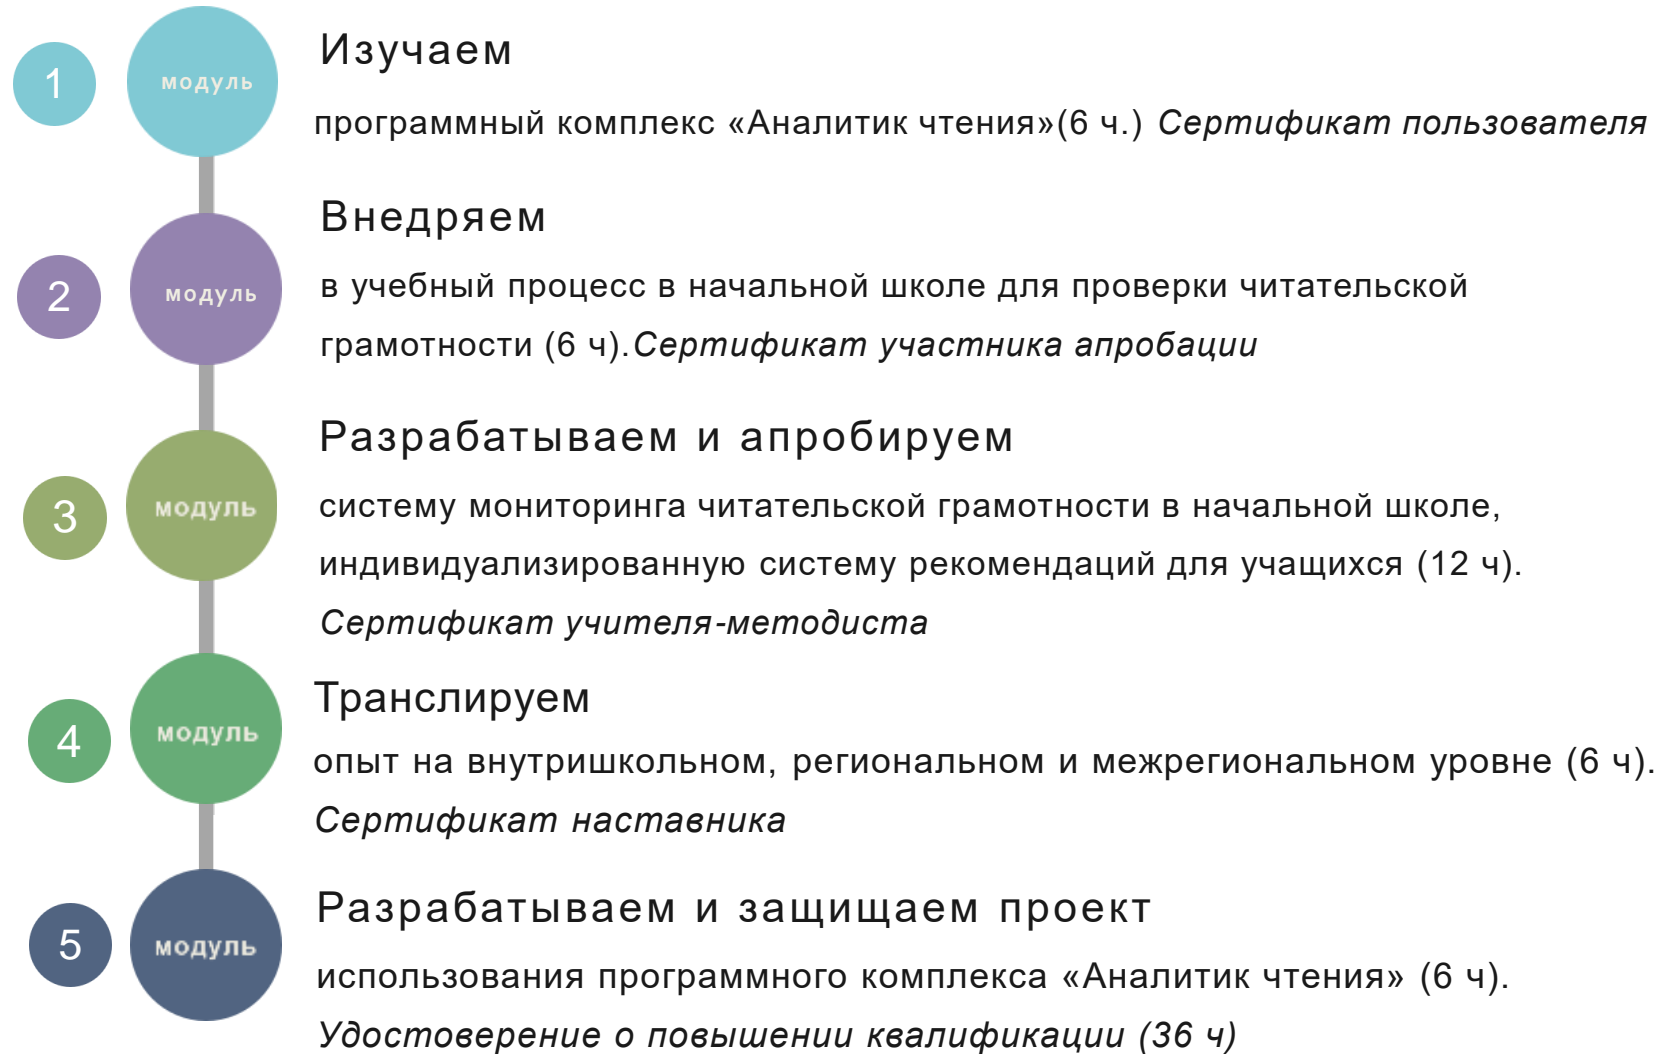 Изучаем
1 модуль
программный комплекс «Аналитик чтения»(6 ч.) Сертификат пользователя
Внедряем
2 модуль
в учебный процесс в начальной школе для проверки читательской
грамотности (6 ч).Сертификат участника апробации
Разрабатываем и апробируем
3 модуль
систему мониторинга читательской грамотности в начальной школе,
индивидуализированную систему рекомендаций для учащихся (12 ч).
Сертификат учителя-методиста
Транслируем
4 модуль
опыт на внутришкольном, региональном и межрегиональном уровне (6 ч).
Сертификат наставника
Разрабатываем и защищаем проект
5 модуль
использования программного комплекса «Аналитик чтения» (6 ч).
Удостоверение о повышении квалификации (36 ч)